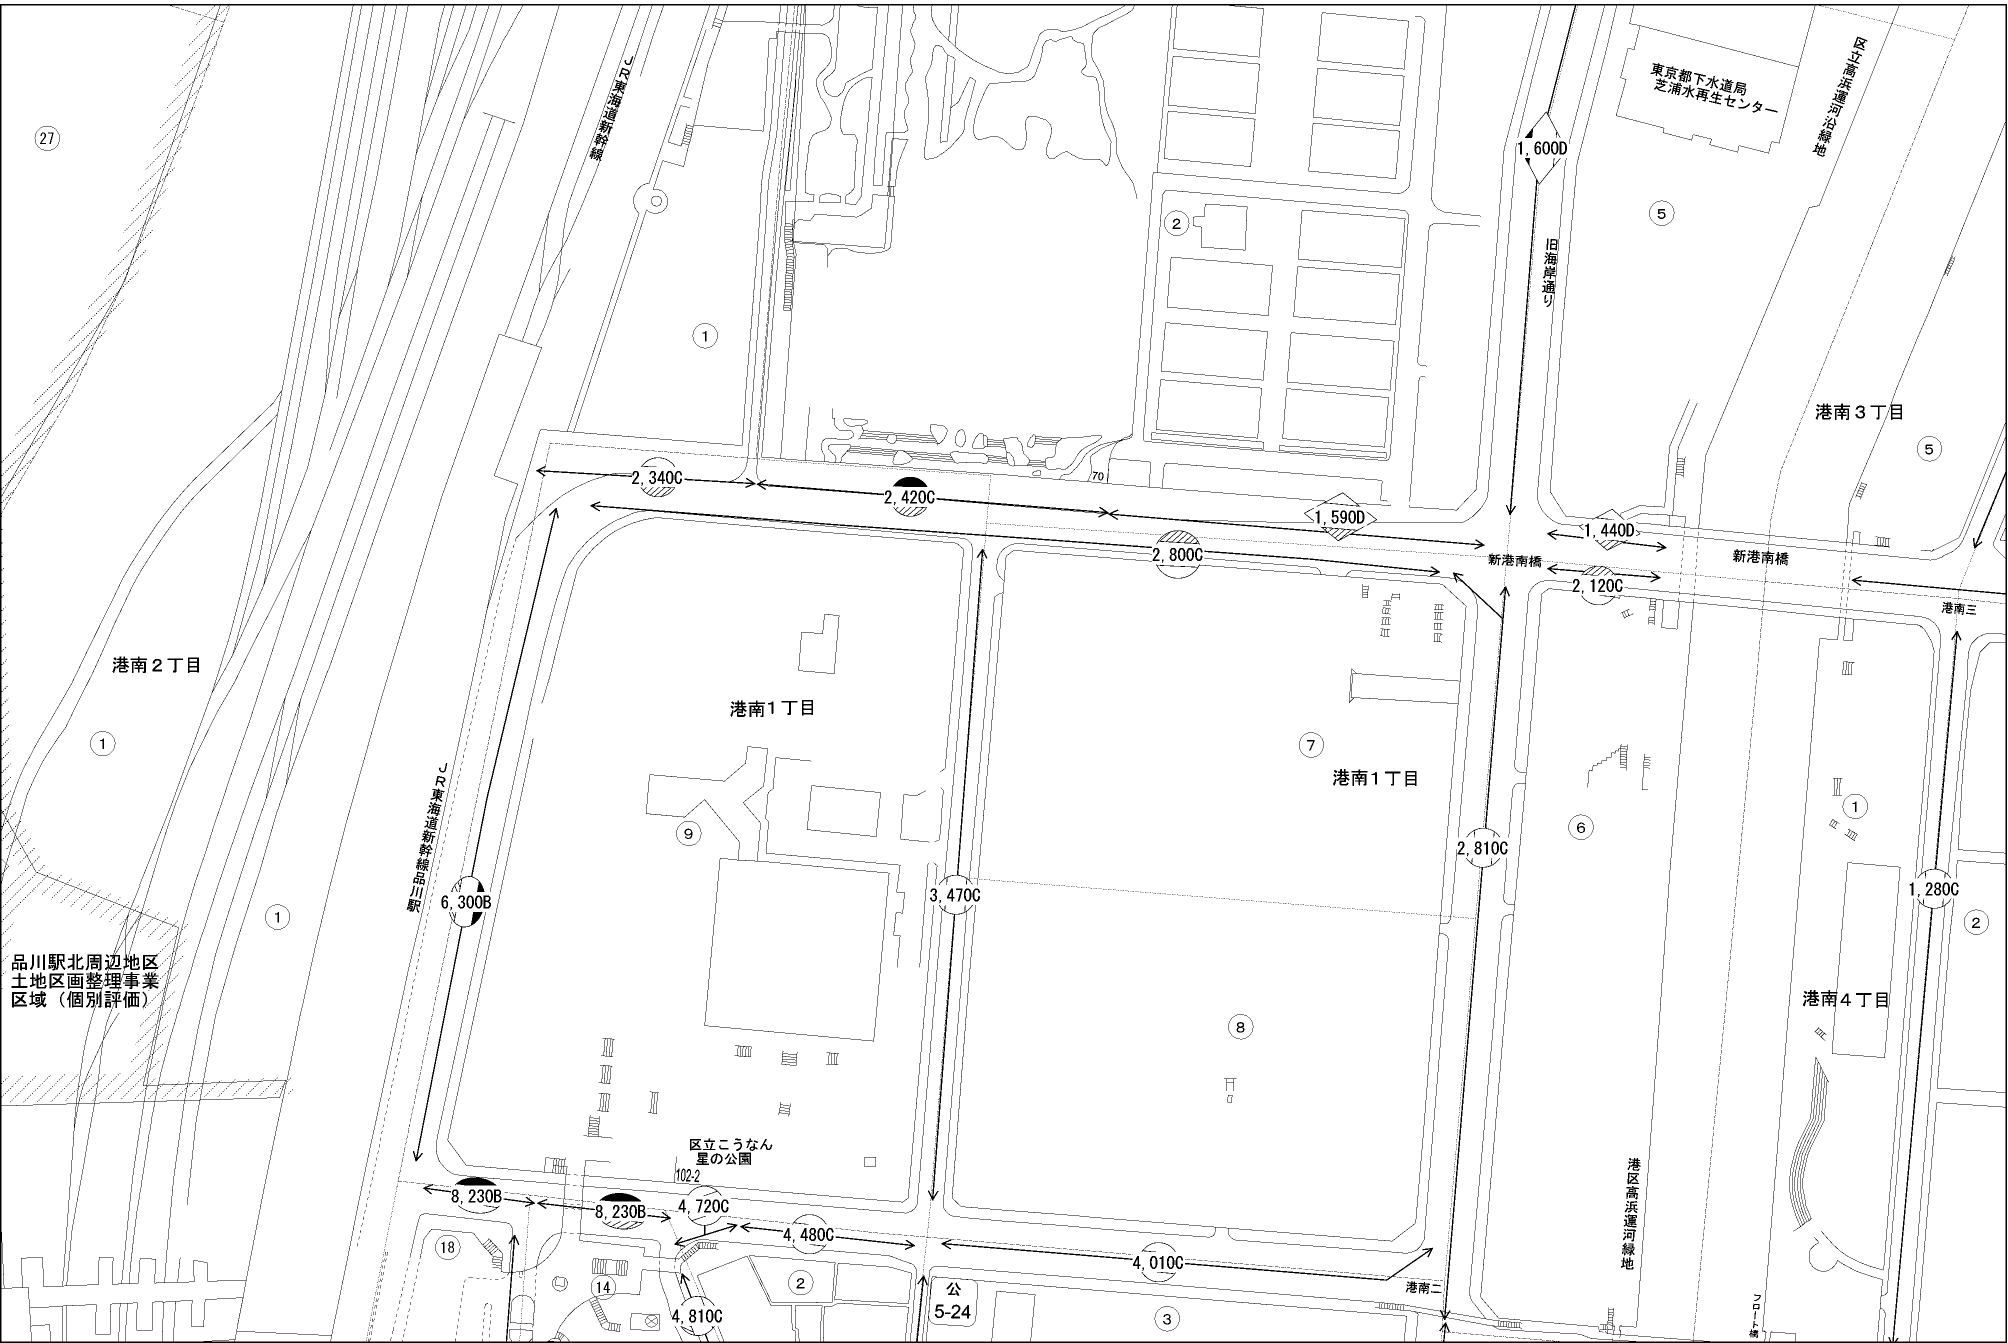 27
JR東海道新幹線
東京都下水道局
芝浦水再生センター
区立高浜運河沿緑地
1,600D
5
2
旧海岸通り
1
港南3丁目
5
70
2,340C
2,420C
1,590D
1,440D
2,800C
新港南橋
新港南橋
2,120C
港南三
港南2丁目
港南1丁目
1
7
港南1丁目
JR東海道新幹線品川駅
9
6
1
2,810C
6,300B
3,470C
1,280C
1
2
品川駅北周辺地区
土地区画整理事業
区域（個別評価）
港南4丁目
8
区立こうなん
星の公園
102-2
港区高浜運河緑地
8,230B
8,230B
4,720C
4,480C
18
4,010C
14
2
公
5-24
港南二
フロート橋
4,810C
3